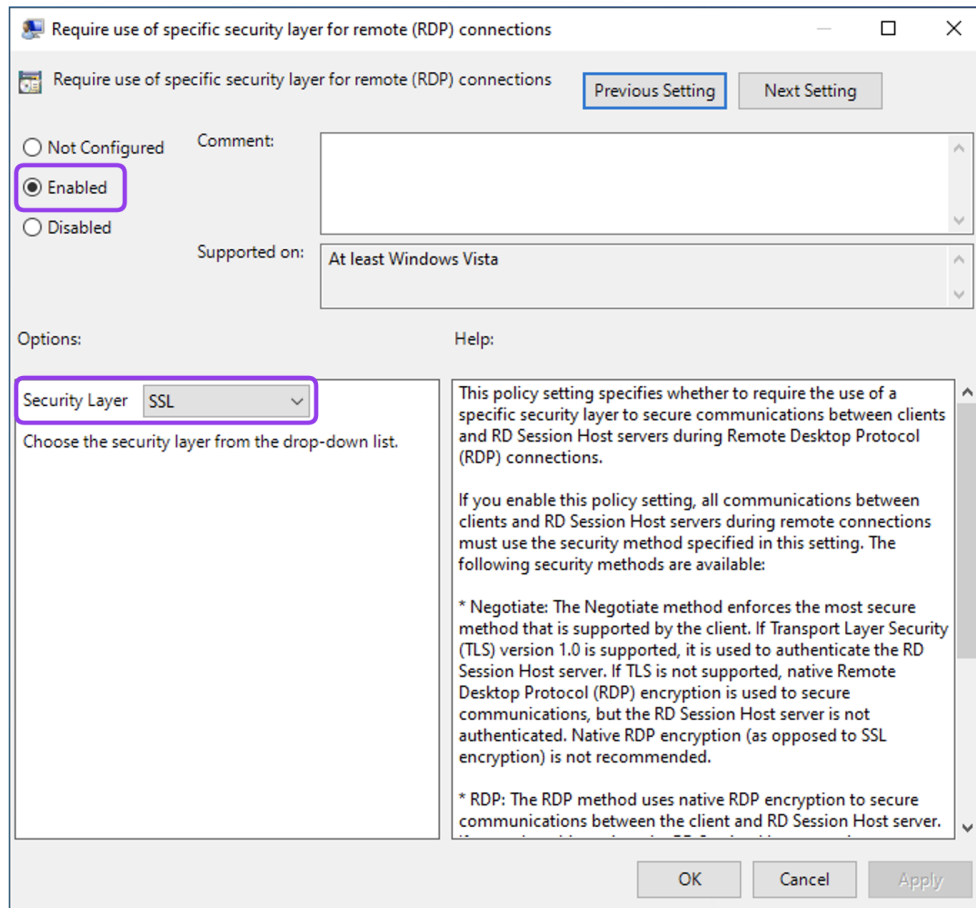 Require use of specific security layer for remote (RDP) connections
Require use of specific security layer for remote (RDP) connections
Previous Setting
Next Setting
Not Configured
Comment:
Enabled
Disabled
Supported on:
At least Windows Vista
Options:
Help:
Security Layer SSL
Choose the security layer from the drop-down list.
This policy setting specifies whether to require the use of a
specific security layer to secure communications between clients
and RD Session Host servers during Remote Desktop Protocol
(RDP) connections.
If you enable this policy setting, all communications between
clients and RD Session Host servers during remote connections
must use the security method specified in this setting. The
following security methods are available:
* Negotiate: The Negotiate method enforces the most secure
method that is supported by the client. If Transport Layer Security
(TLS) version 1.0 is supported, it is used to authenticate the RD
Session Host server. If TLS is not supported, native Remote
Desktop Protocol (RDP) encryption is used to secure
communications, but the RD Session Host server is not
authenticated. Native RDP encryption (as opposed to SSL
encryption) is not recommended.
* RDP: The RDP method uses native RDP encryption to secure
communications between the client and RD Session Host server.
OK
Cancel
Apply